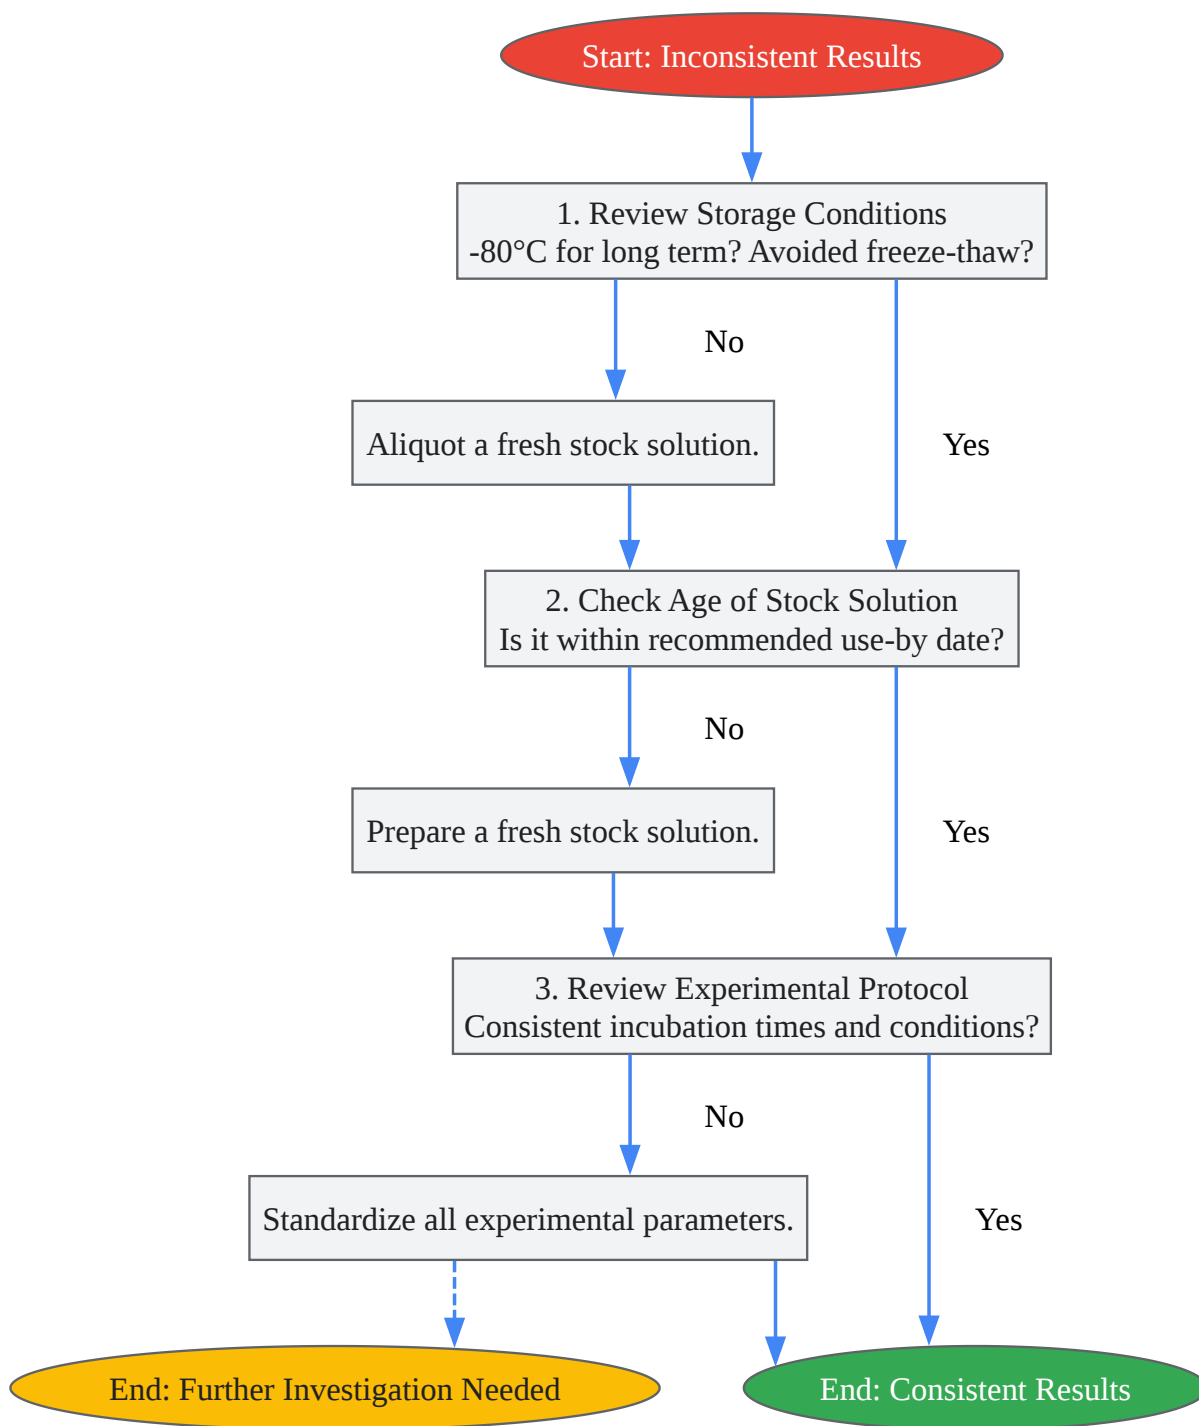 Start: Inconsistent Results
1. Review Storage Conditions
-80°C for long term? Avoided freeze-thaw?
No
Aliquot a fresh stock solution.
Yes
2. Check Age of Stock Solution
Is it within recommended use-by date?
No
Prepare a fresh stock solution.
Yes
3. Review Experimental Protocol
Consistent incubation times and conditions?
No
Standardize all experimental parameters.
Yes
End: Further Investigation Needed
End: Consistent Results